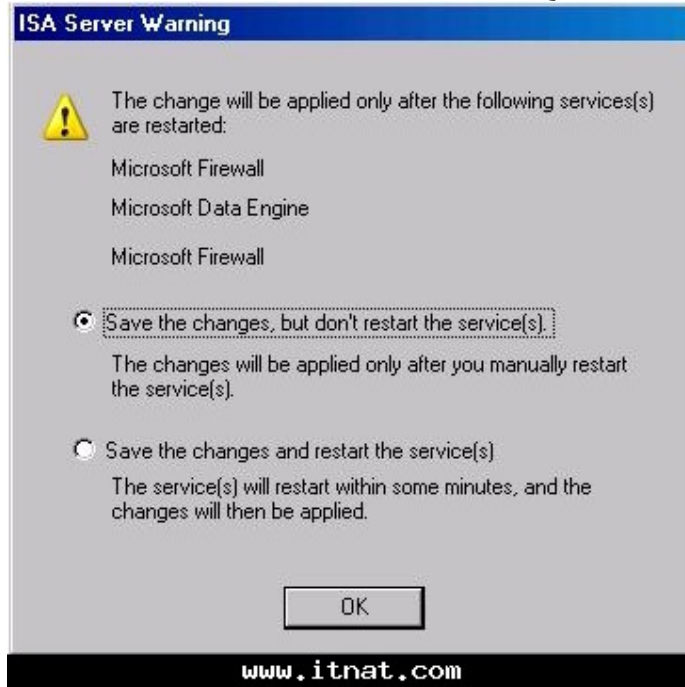 ISA Server Warning
The change will be applied only after the following services(s)
are restarted:
Microsoft Firewall
Microsoft Data Engine
Microsoft Firewall
Save the changes, but don't restart the service(s).
The changes will be applied only after you manually restart
the service(s).
Save the changes and restart the service(s)
The service(s) will restart within some minutes, and the
changes will then be applied.
OK
www.itnat.com